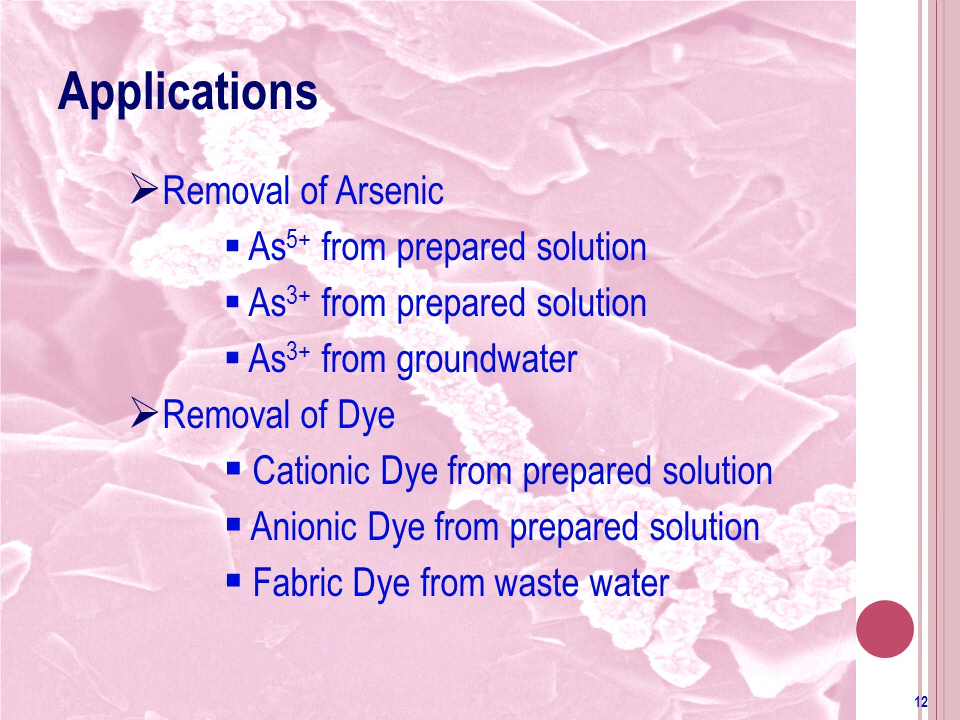 Applications
➢Removal of Arsenic
▪ As⁵⁺ from prepared solution
▪ As³⁺ from prepared solution
▪ As³⁺ from groundwater
➢Removal of Dye
▪ Cationic Dye from prepared solution
▪ Anionic Dye from prepared solution
▪ Fabric Dye from waste water
12